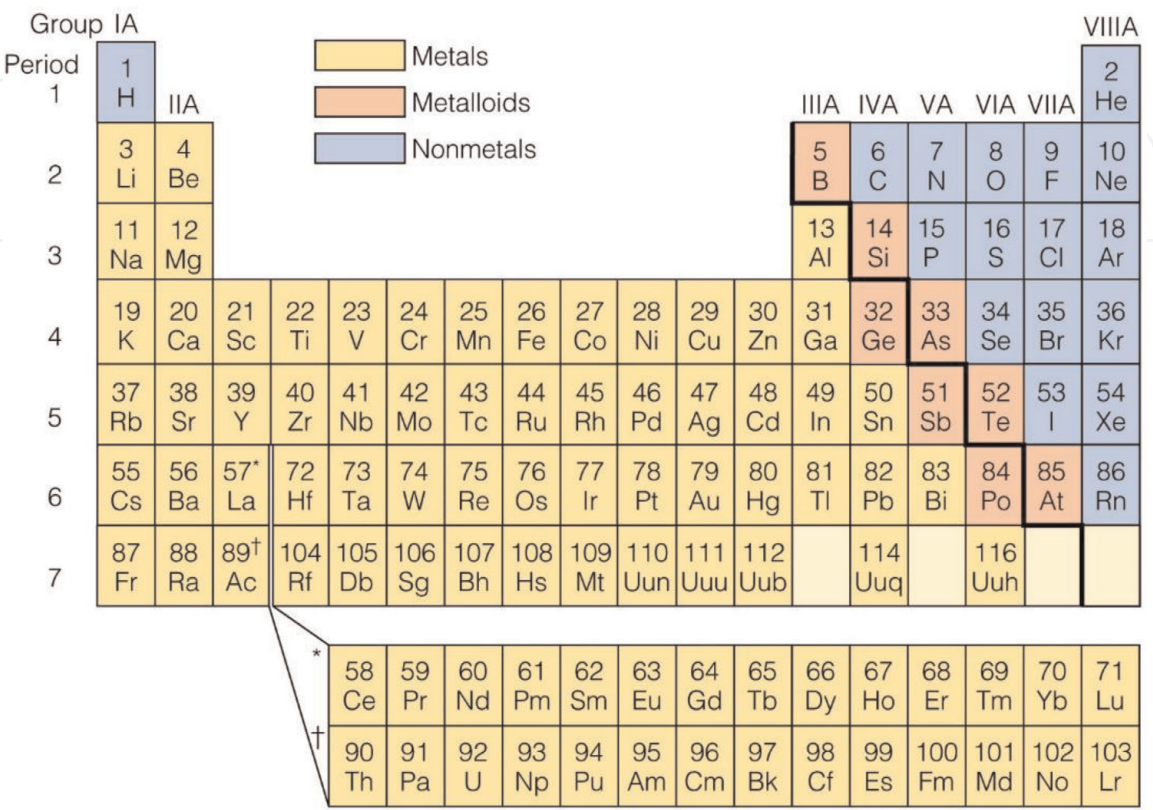 Group IA VIIIA
Period
1 2
1 H He
Metals
Metalloids
Nonmetals
IIA IIIA IVA VA VIA VIIA
3 4 5 6 7 8 9 10
2 Li Be B C N O F Ne
11 12 13 14 15 16 17 18
3 Na Mg Al Si P S Cl Ar
19 20 21 22 23 24 25 26 27 28 29 30 31 32 33 34 35 36
4 K Ca Sc Ti V Cr Mn Fe Co Ni Cu Zn Ga Ge As Se Br Kr
37 38 39 40 41 42 43 44 45 46 47 48 49 50 51 52 53 54
5 Rb Sr Y Zr Nb Mo Tc Ru Rh Pd Ag Cd In Sn Sb Te I Xe
55 56 57* 72 73 74 75 76 77 78 79 80 81 82 83 84 85 86
6 Cs Ba La Hf Ta W Re Os Ir Pt Au Hg Tl Pb Bi Po At Rn
87 88 89† 104 105 106 107 108 109 110 111 112 114 116
7 Fr Ra Ac Rf Db Sg Bh Hs Mt Uun Uuu Uub Uuq Uuh
* 58 59 60 61 62 63 64 65 66 67 68 69 70 71
Ce Pr Nd Pm Sm Eu Gd Tb Dy Ho Er Tm Yb Lu
† 90 91 92 93 94 95 96 97 98 99 100 101 102 103
Th Pa U Np Pu Am Cm Bk Cf Es Fm Md No Lr